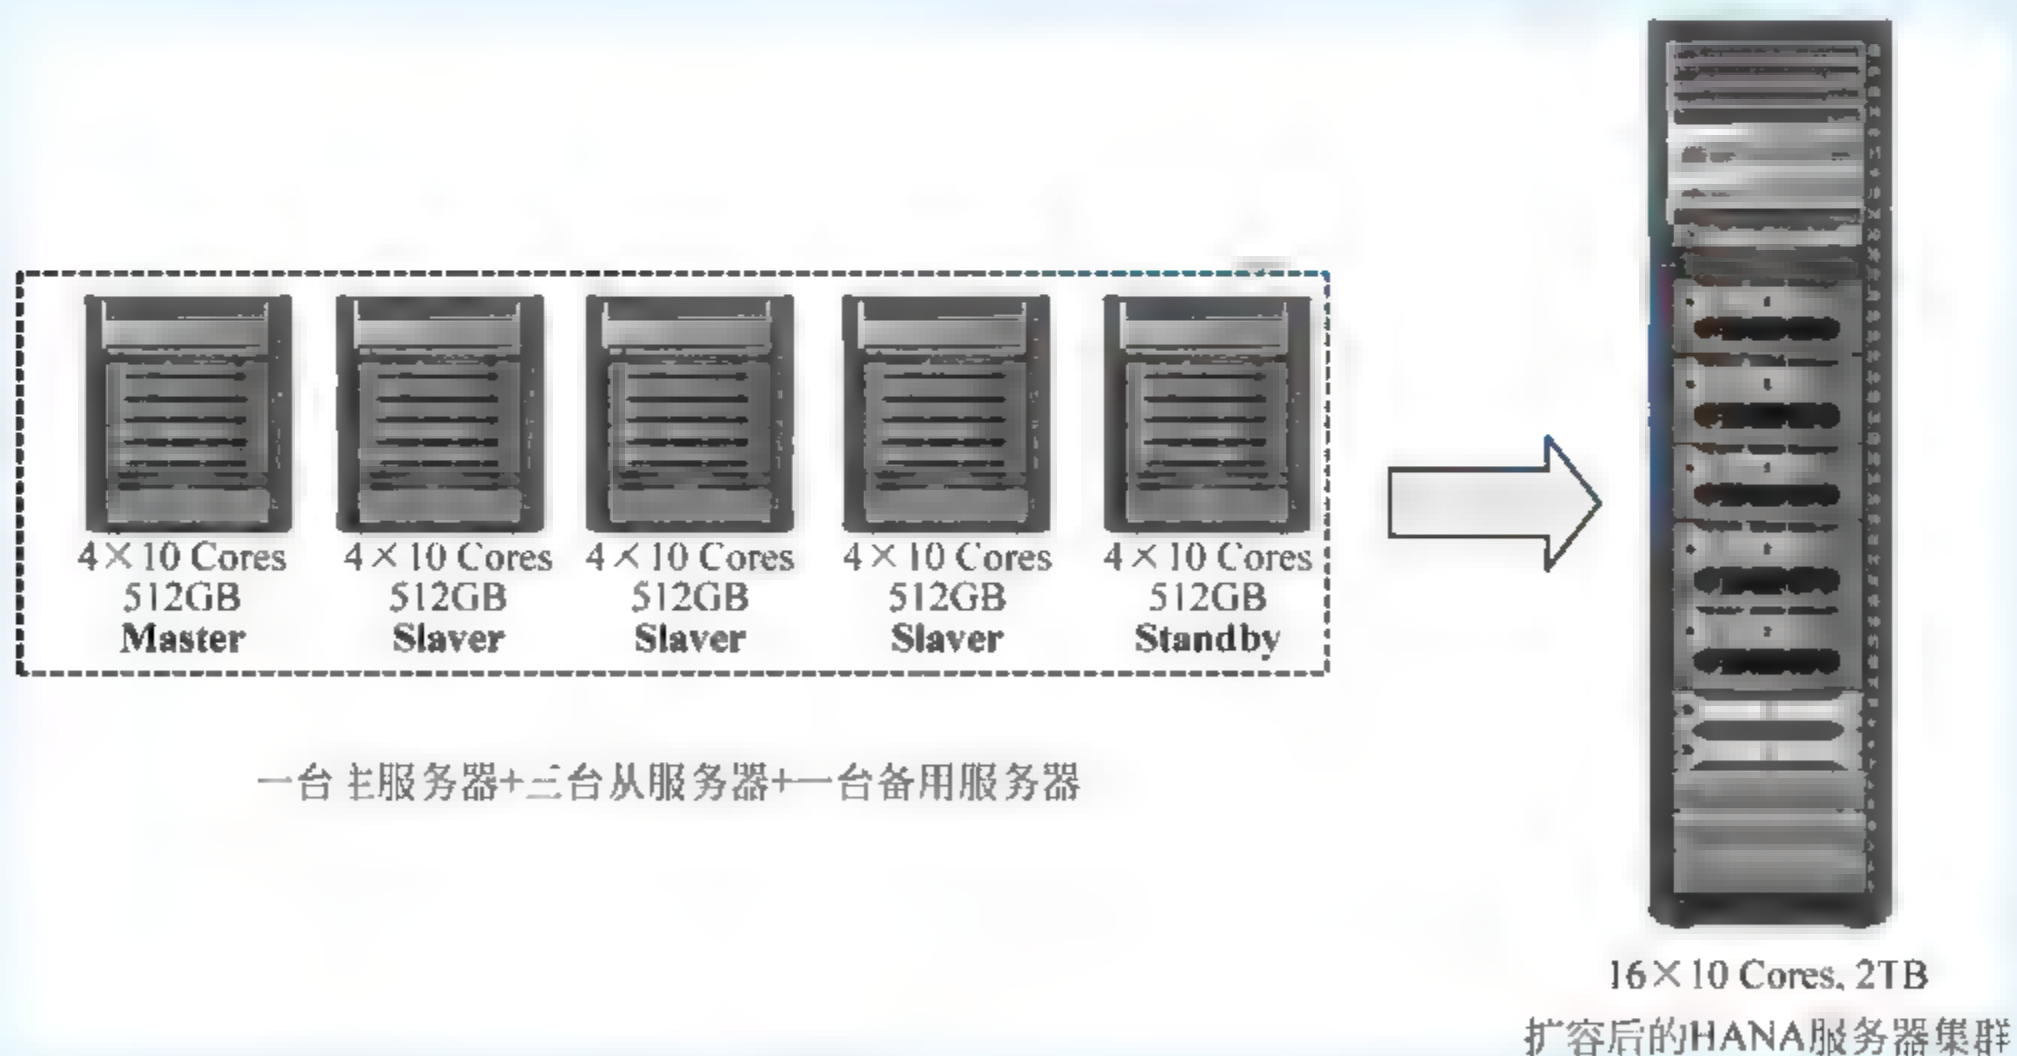 4×10 Cores
512GB
Master
4×10 Cores
512GB
Slaver
4×10 Cores
512GB
Slaver
4×10 Cores
512GB
Slaver
4×10 Cores
512GB
Standby
一台主服务器+三台从服务器+一台备用服务器
16×10 Cores, 2TB
扩容后的HANA服务器集群